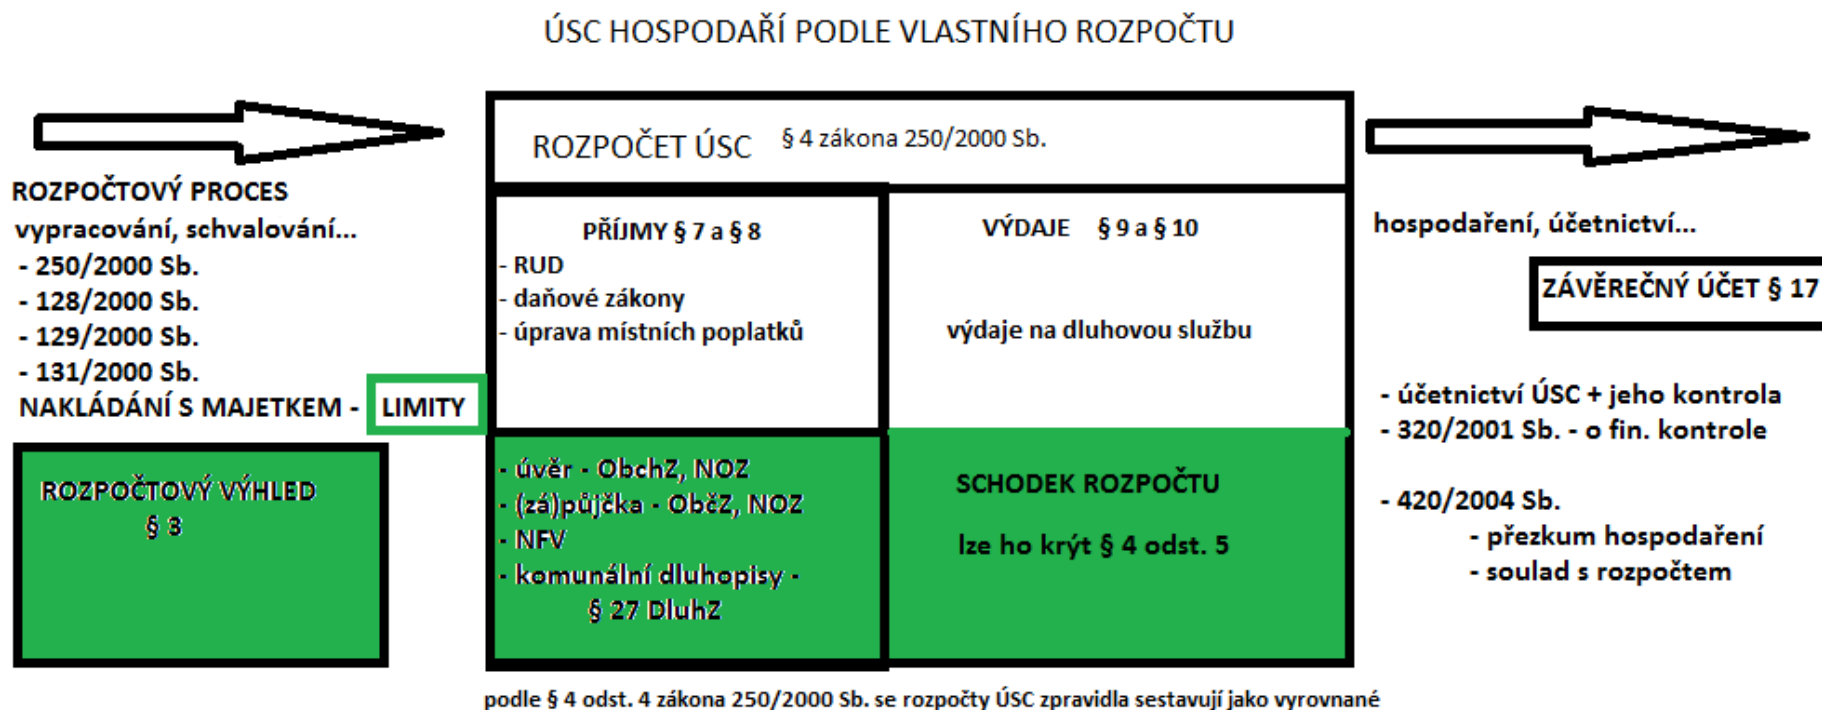 ÚSC HOSPODAŘÍ PODLE VLASTNÍHO ROZPOČTU
ROZPOČTOVÝ PROCES
vypracování, schvalování...
- 250/2000 Sb.
- 128/2000 Sb.
- 129/2000 Sb.
- 131/2000 Sb.
NAKLÁDÁNÍ S MAJETKEM - LIMITY
ROZPOČTOVÝ VÝHLED
§ 3
ROZPOČET ÚSC § 4 zákona 250/2000 Sb.
PŘÍJMY § 7 a § 8
- RUD
- daňové zákony
- úprava místních poplatků
VÝDAJE § 9 a § 10
výdaje na dluhovou službu
- úvěr - ObchZ, NOZ
- (zá)půjčka - ObčZ, NOZ
- NFV
- komunální dluhopisy -
§ 27 DluhZ
SCHODEK ROZPOČTU
lze ho krýt § 4 odst. 5
hospodaření, účetnictví...
ZÁVĚREČNÝ ÚČET § 17
- účetnictví ÚSC + jeho kontrola
- 320/2001 Sb. - o fin. kontrole
- 420/2004 Sb.
- přezkum hospodaření
- soulad s rozpočtem
podle § 4 odst. 4 zákona 250/2000 Sb. se rozpočty ÚSC zpravidla sestavují jako vyrovnané